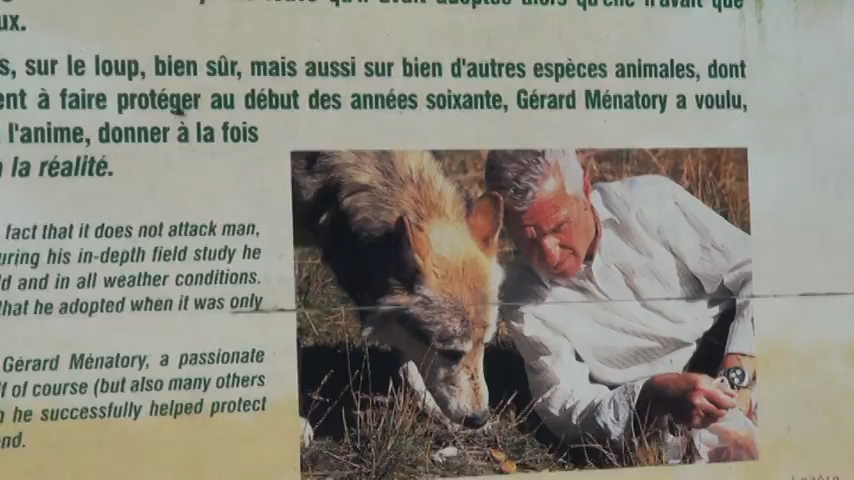 ux.
s, sur le loup, bien sûr, mais aussi sur bien d'autres espèces animales, dont
ent à faire protéger au début des années soixante, Gérard Ménatory a voulu,
l'anime, donner à la fois
la réalité.
fact that it does not attack man,
uring his in-depth field study he
ld and in all weather conditions.
that he adopted when it was only
Gérard Ménatory, a passionate
lf of course (but also many others
he successfully helped protect
end.